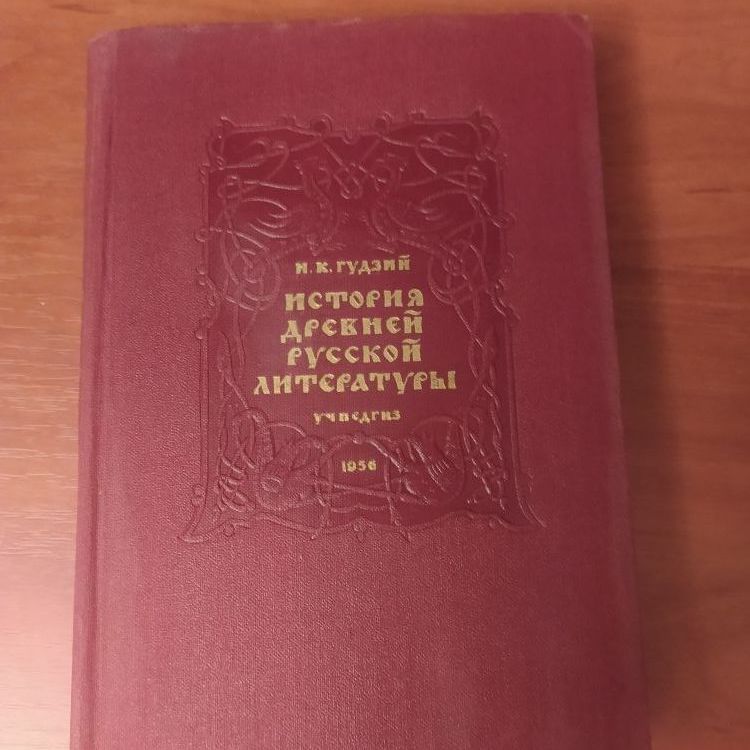 Н. К. ГУДЗИЙ
ИСТОРИЯ
ДРЕВНЕЙ
РУССКОЙ
ЛИТЕРАТУРЫ
УЧПЕДГИЗ
1956